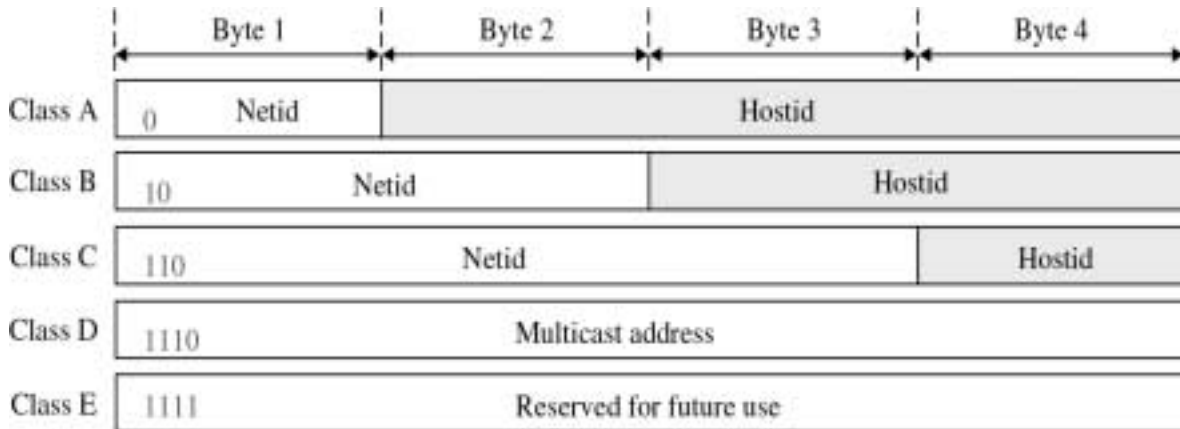 Byte 1 Byte 2 Byte 3 Byte 4
Class A 0 Netid Hostid
Class B 10 Netid Hostid
Class C 110 Netid Hostid
Class D 1110 Multicast address
Class E 1111 Reserved for future use